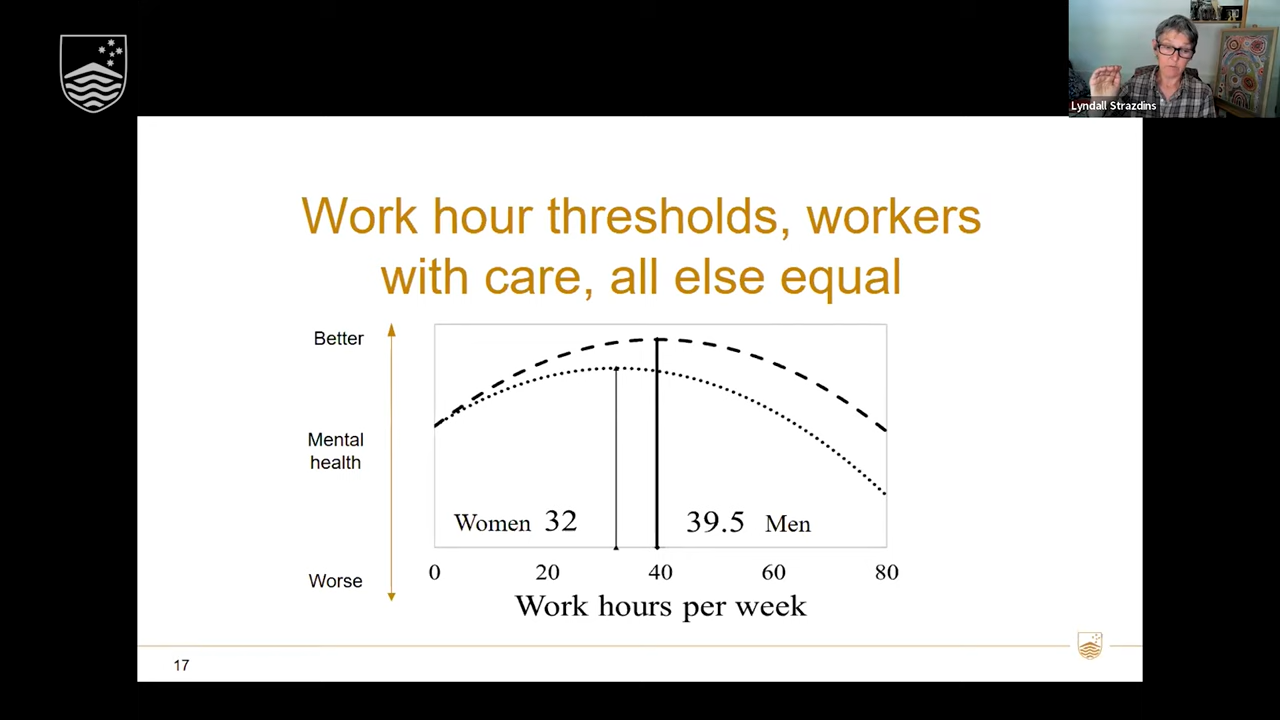 Lyndall Strazdins
Work hour thresholds, workers
with care, all else equal
Better
Mental
health
Worse
Women 32
39.5 Men
0 20 40 60 80
Work hours per week
17